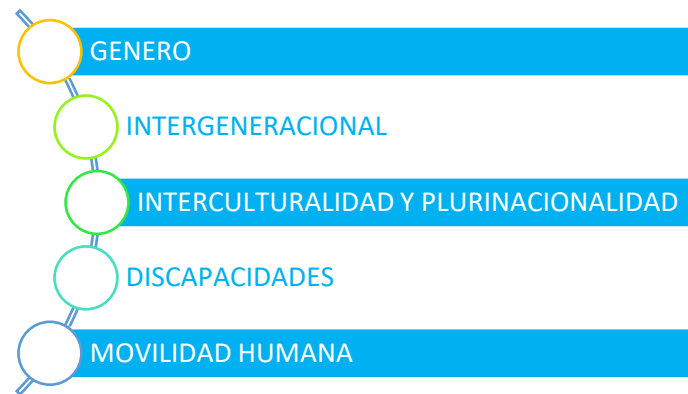 GENERO
INTERGENERACIONAL
INTERCULTURALIDAD Y PLURINACIONALIDAD
DISCAPACIDADES
MOVILIDAD HUMANA